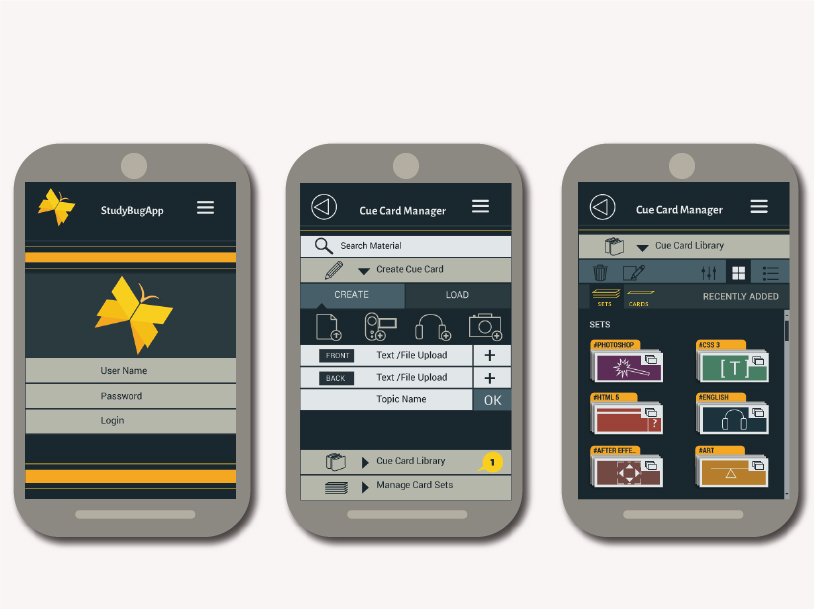 StudyBugApp
User Name
Password
Login
Cue Card Manager
Search Material
Create Cue Card
CREATE LOAD
FRONT Text /File Upload +
BACK Text /File Upload +
Topic Name OK
Cue Card Library 1
Manage Card Sets
Cue Card Manager
Cue Card Library
SETS CARDS RECENTLY ADDED
SETS
#PHOTOSHOP #CSS 3
[T]
#HTML 5 #ENGLISH
?
#AFTER EFFE.. #ART